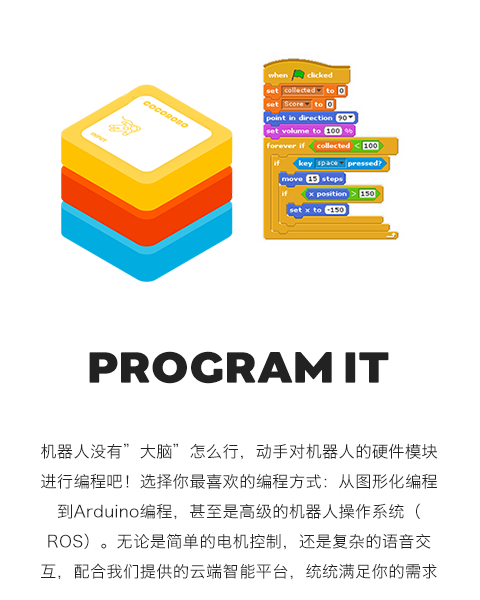 COCOROBO
when clicked
set collected to 0
set Score to 0
point in direction 90
set volume to 100 %
forever if collected < 100
if key space pressed?
move 15 steps
if x position > 150
set x to -150
PROGRAM IT
机器人没有”大脑”怎么行，动手对机器人的硬件模块
进行编程吧！选择你最喜欢的编程方式：从图形化编程
到Arduino编程，甚至是高级的机器人操作系统（
ROS）。无论是简单的电机控制，还是复杂的语音交
互，配合我们提供的云端智能平台，统统满足你的需求